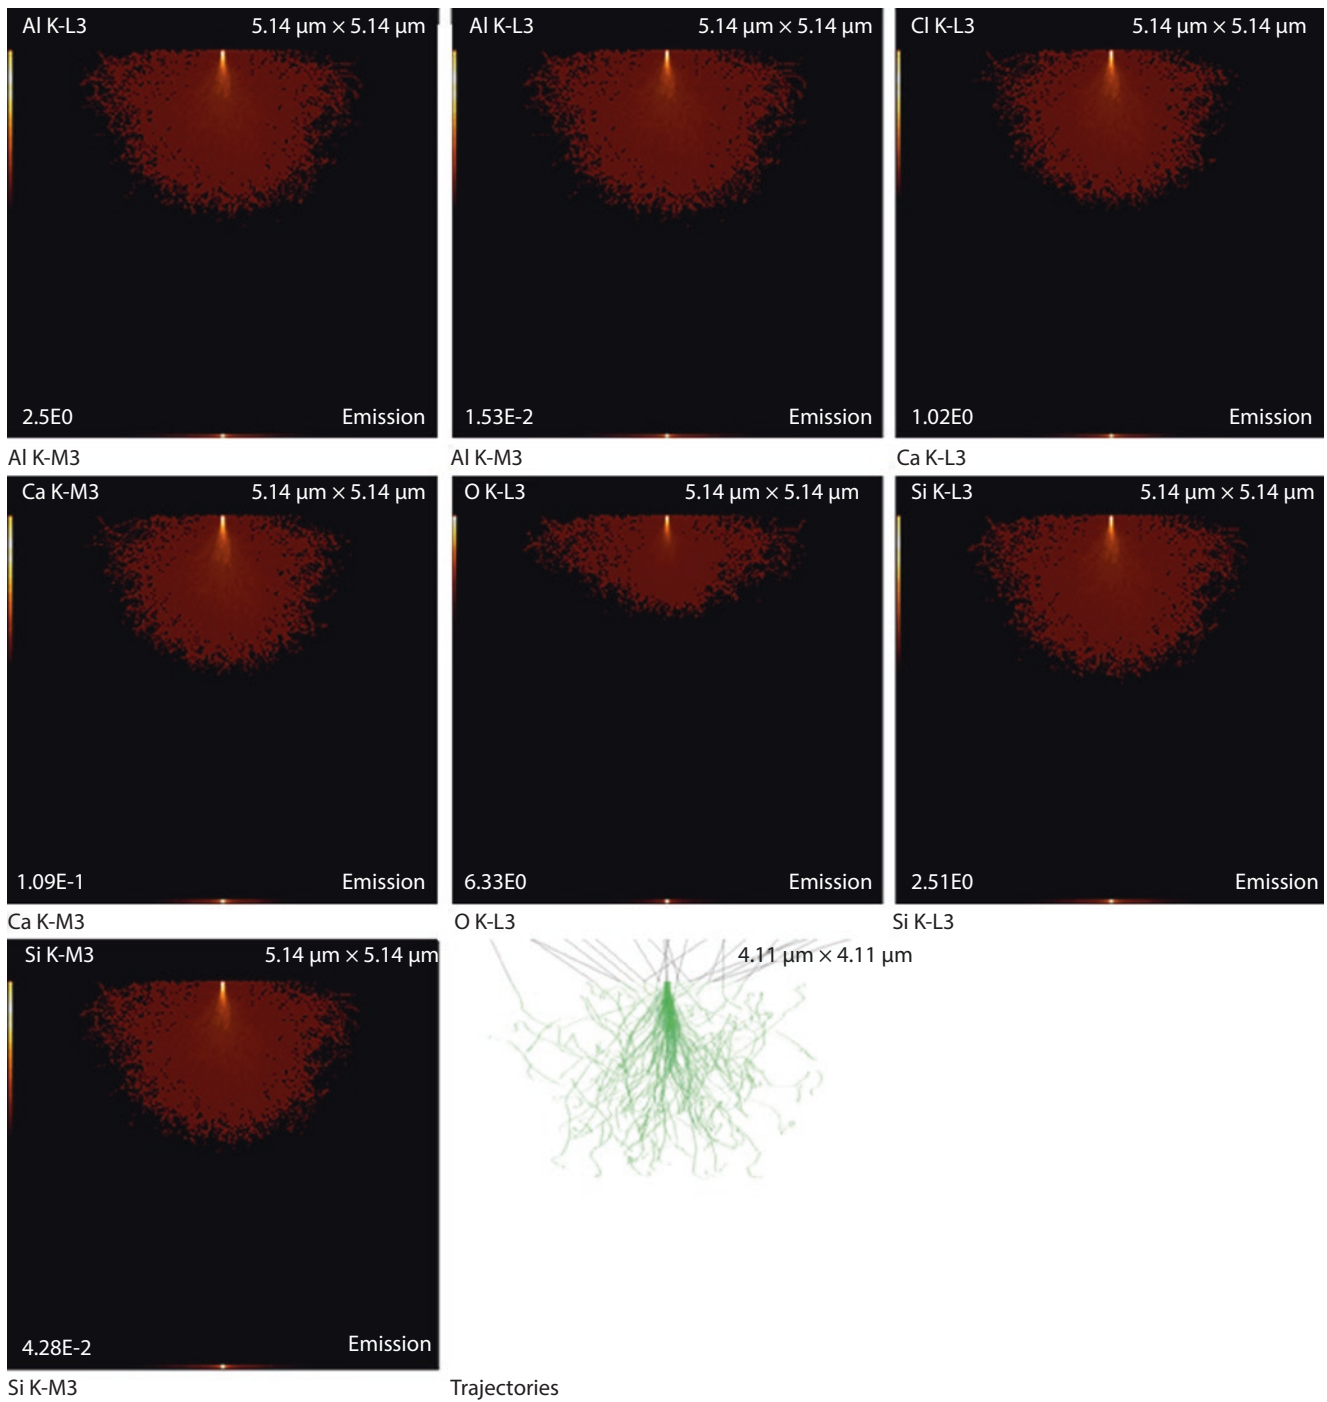 Al K-L3 5.14 µm × 5.14 µm
2.5E0 Emission
Al K-M3
Al K-L3 5.14 µm × 5.14 µm
1.53E-2 Emission
Al K-M3
Cl K-L3 5.14 µm × 5.14 µm
1.02E0 Emission
Ca K-L3
Ca K-M3 5.14 µm × 5.14 µm
1.09E-1 Emission
Ca K-M3
O K-L3 5.14 µm × 5.14 µm
6.33E0 Emission
O K-L3
Si K-L3 5.14 µm × 5.14 µm
2.51E0 Emission
Si K-L3
Si K-M3 5.14 µm × 5.14 µm
4.28E-2 Emission
Si K-M3
4.11 µm × 4.11 µm
Trajectories